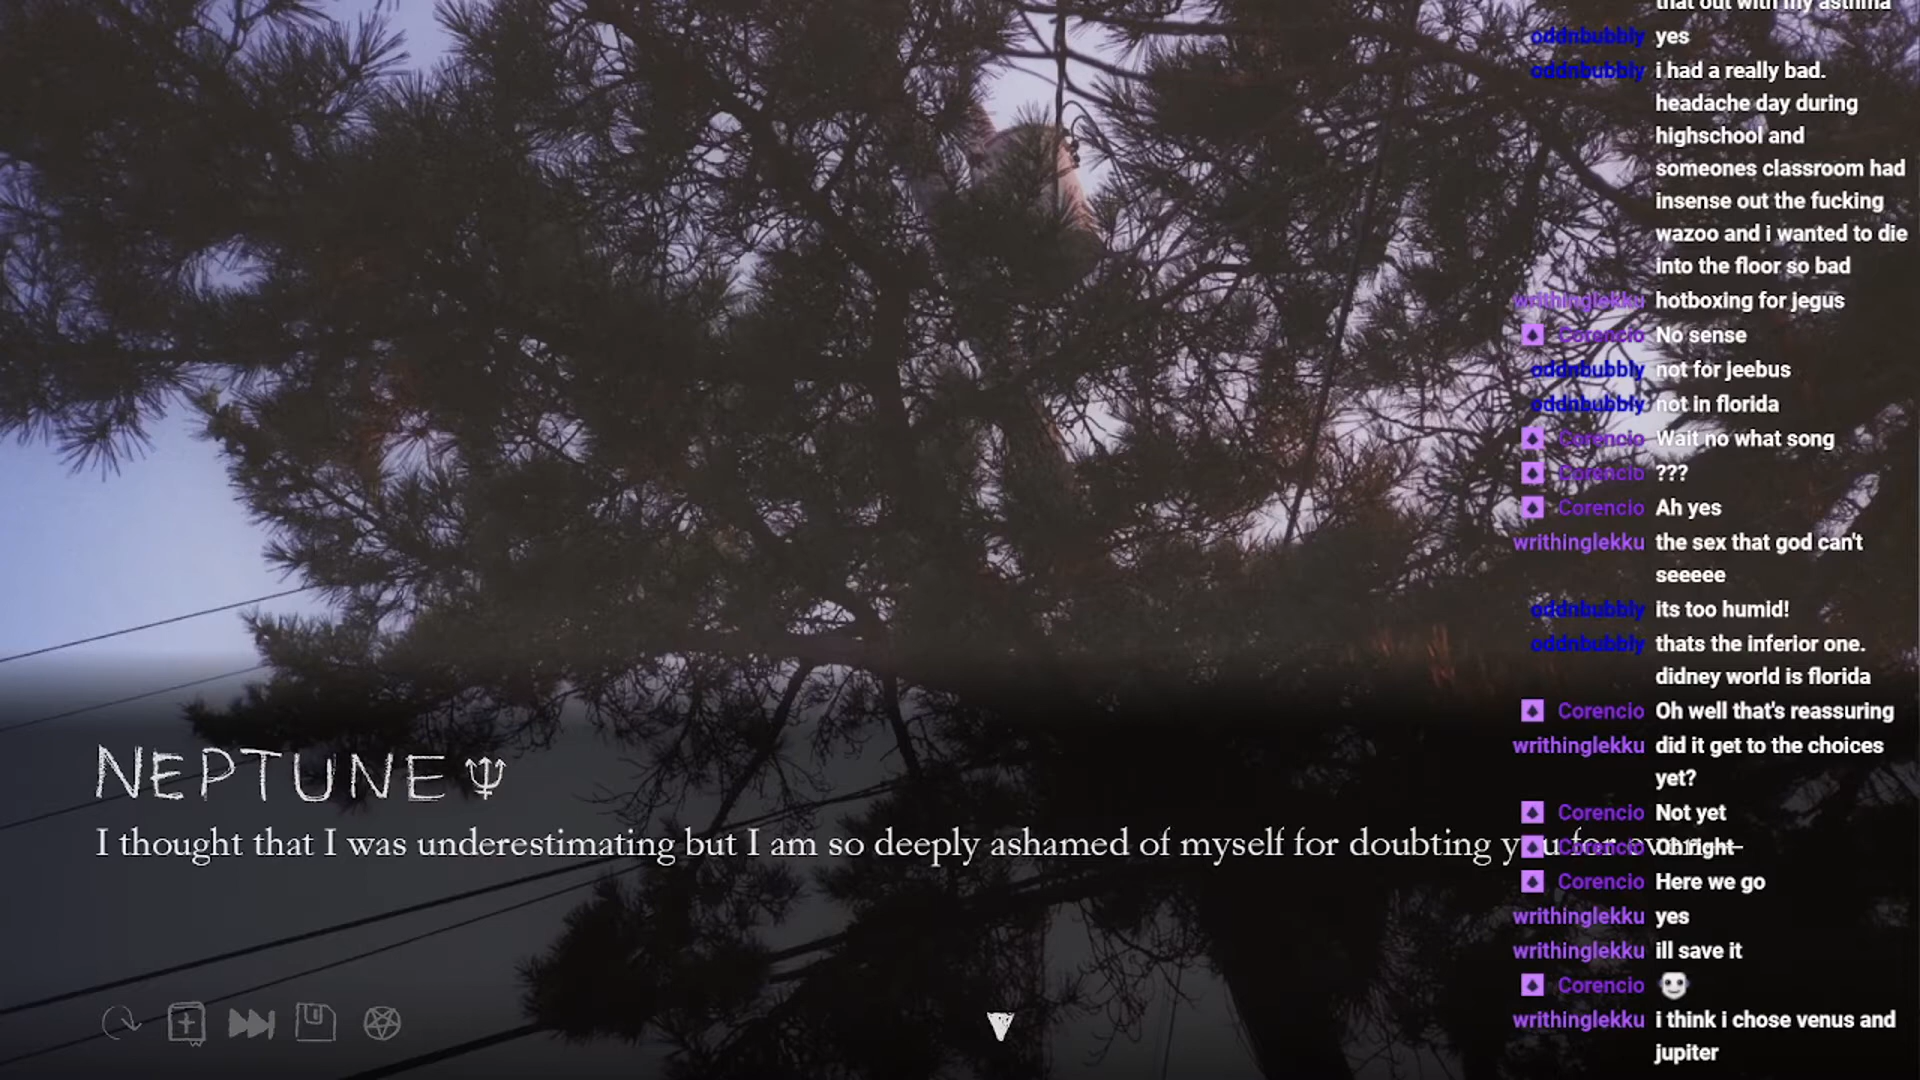 that out with my asthma
oddnbubbly yes
oddnbubbly i had a really bad.
headache day during
highschool and
someones classroom had
insense out the fucking
wazoo and i wanted to die
into the floor so bad
writhinglekku hotboxing for jegus
Corencio No sense
oddnbubbly not for jeebus
oddnbubbly not in florida
Corencio Wait no what song
Corencio ???
Corencio Ah yes
writhinglekku the sex that god can't
seeeee
oddnbubbly its too humid!
oddnbubbly thats the inferior one.
didney world is florida
Corencio Oh well that's reassuring
writhinglekku did it get to the choices
yet?
Corencio Not yet
Corencio Oh right
Corencio Here we go
writhinglekku yes
writhinglekku ill save it
Corencio
writhinglekku i think i chose venus and
jupiter
NEPTUNE ♆
I thought that I was underestimating but I am so deeply ashamed of myself for doubting you for